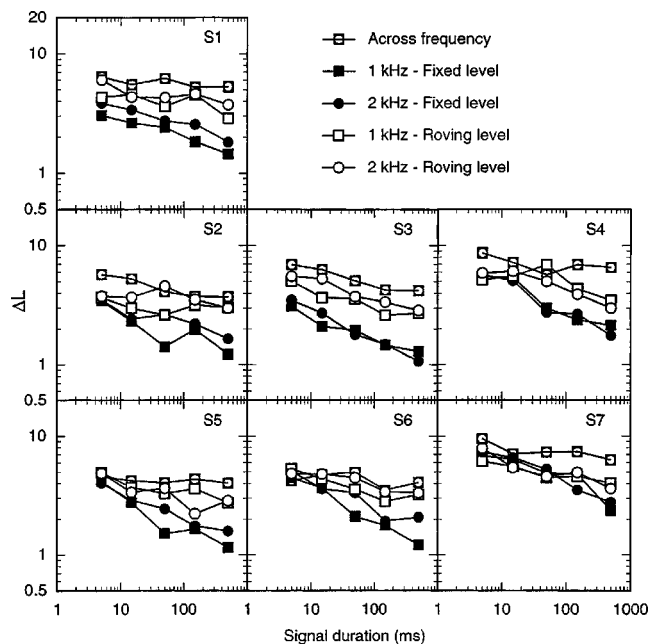 20
S1
10
1
0.5
Across frequency
1 kHz - Fixed level
2 kHz - Fixed level
1 kHz - Roving level
2 kHz - Roving level
S2
S3
S4
10
1
0.5
ΔL
S5
S6
S7
10
1
0.5
1 10 100 1 10 100 1 10 100 1000
Signal duration (ms)